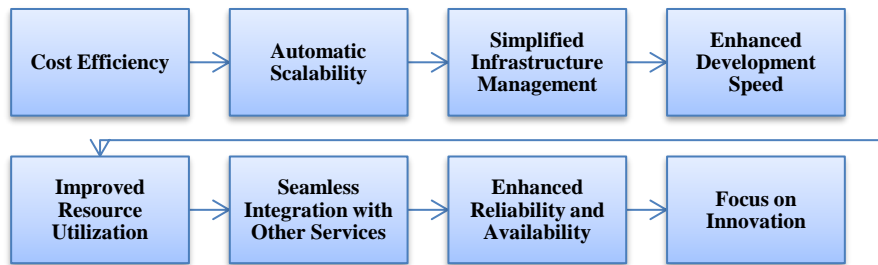 Cost Efficiency
Automatic
Scalability
Simplified
Infrastructure
Management
Enhanced
Development
Speed
Improved
Resource
Utilization
Seamless
Integration with
Other Services
Enhanced
Reliability and
Availability
Focus on
Innovation